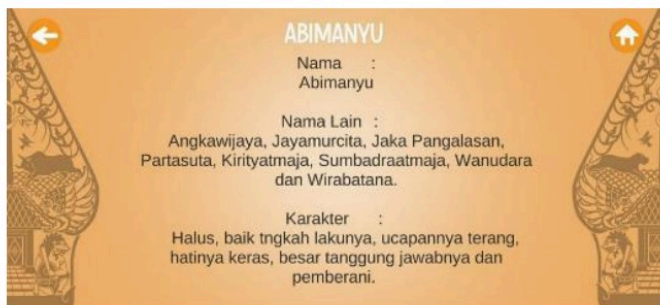 ABIMANYU
Nama :
Abimanyu
Nama Lain :
Angkawijaya, Jayamurcita, Jaka Pangalasan,
Partasuta, Kirityatmaja, Sumbadraatmaja, Wanudara
dan Wirabatana.
Karakter :
Halus, baik tngkah lakunya, ucapannya terang,
hatinya keras, besar tanggung jawabnya dan
pemberani.